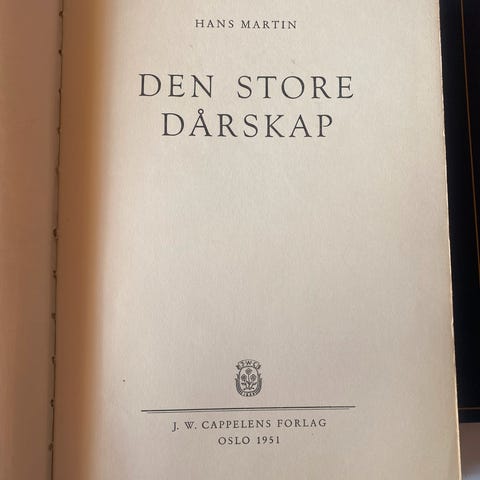 HANS MARTIN
DEN STORE
DÅRSKAP
J. W. CAPPELENS FORLAG
OSLO 1951